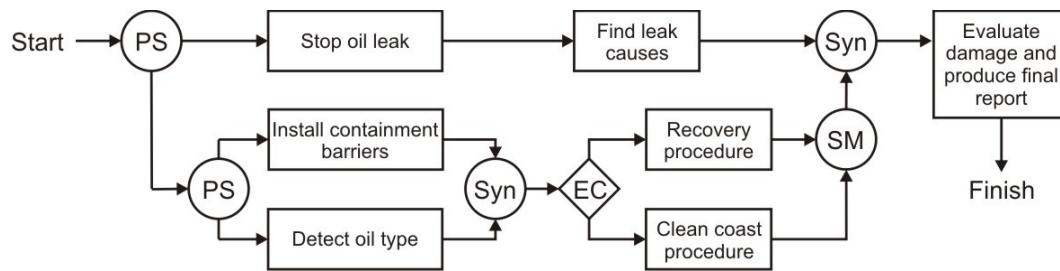 Start
PS
Stop oil leak
Find leak
causes
Syn
Evaluate
damage and
produce final
report
Install containment
barriers
Recovery
procedure
SM
PS
Syn
EC
Finish
Detect oil type
Clean coast
procedure